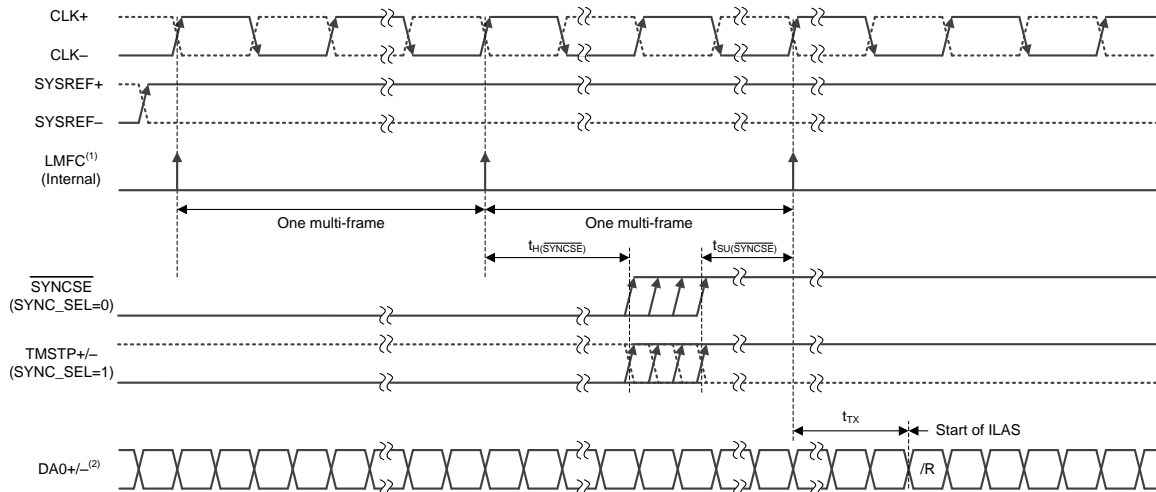 CLK+
CLK–
SYSREF+
SYSREF–
LMFC(1)
(Internal)
One multi-frame
One multi-frame
tH(SYNCSE)
tSU(SYNCSE)
SYNCSE
(SYNC_SEL=0)
TMSTP+/–
(SYNC_SEL=1)
tTX
Start of ILAS
DA0+/–(2)
/R